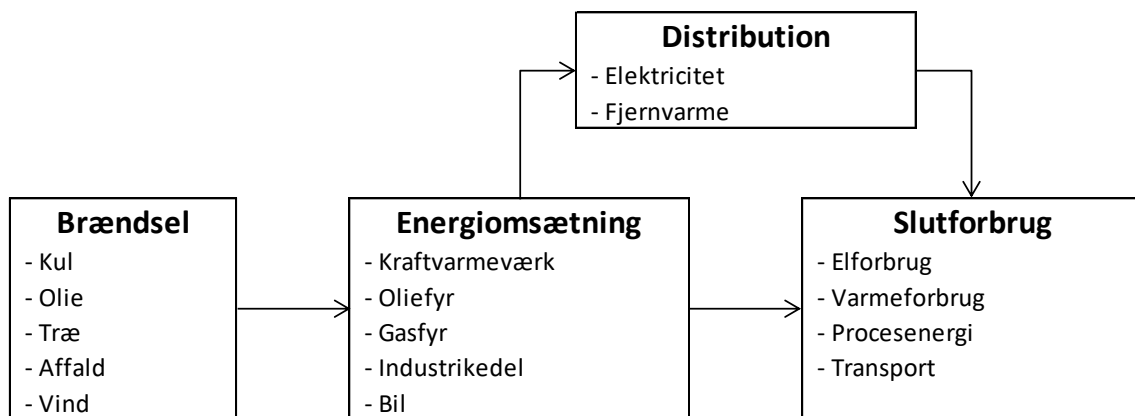 Distribution
- Elektricitet
- Fjernvarme
Brændsel
- Kul
- Olie
- Træ
- Affald
- Vind
Energiomsætning
- Kraftvarmeværk
- Oliefyr
- Gasfyr
- Industrikedel
- Bil
Slutforbrug
- Elforbrug
- Varmeforbrug
- Procesenergi
- Transport